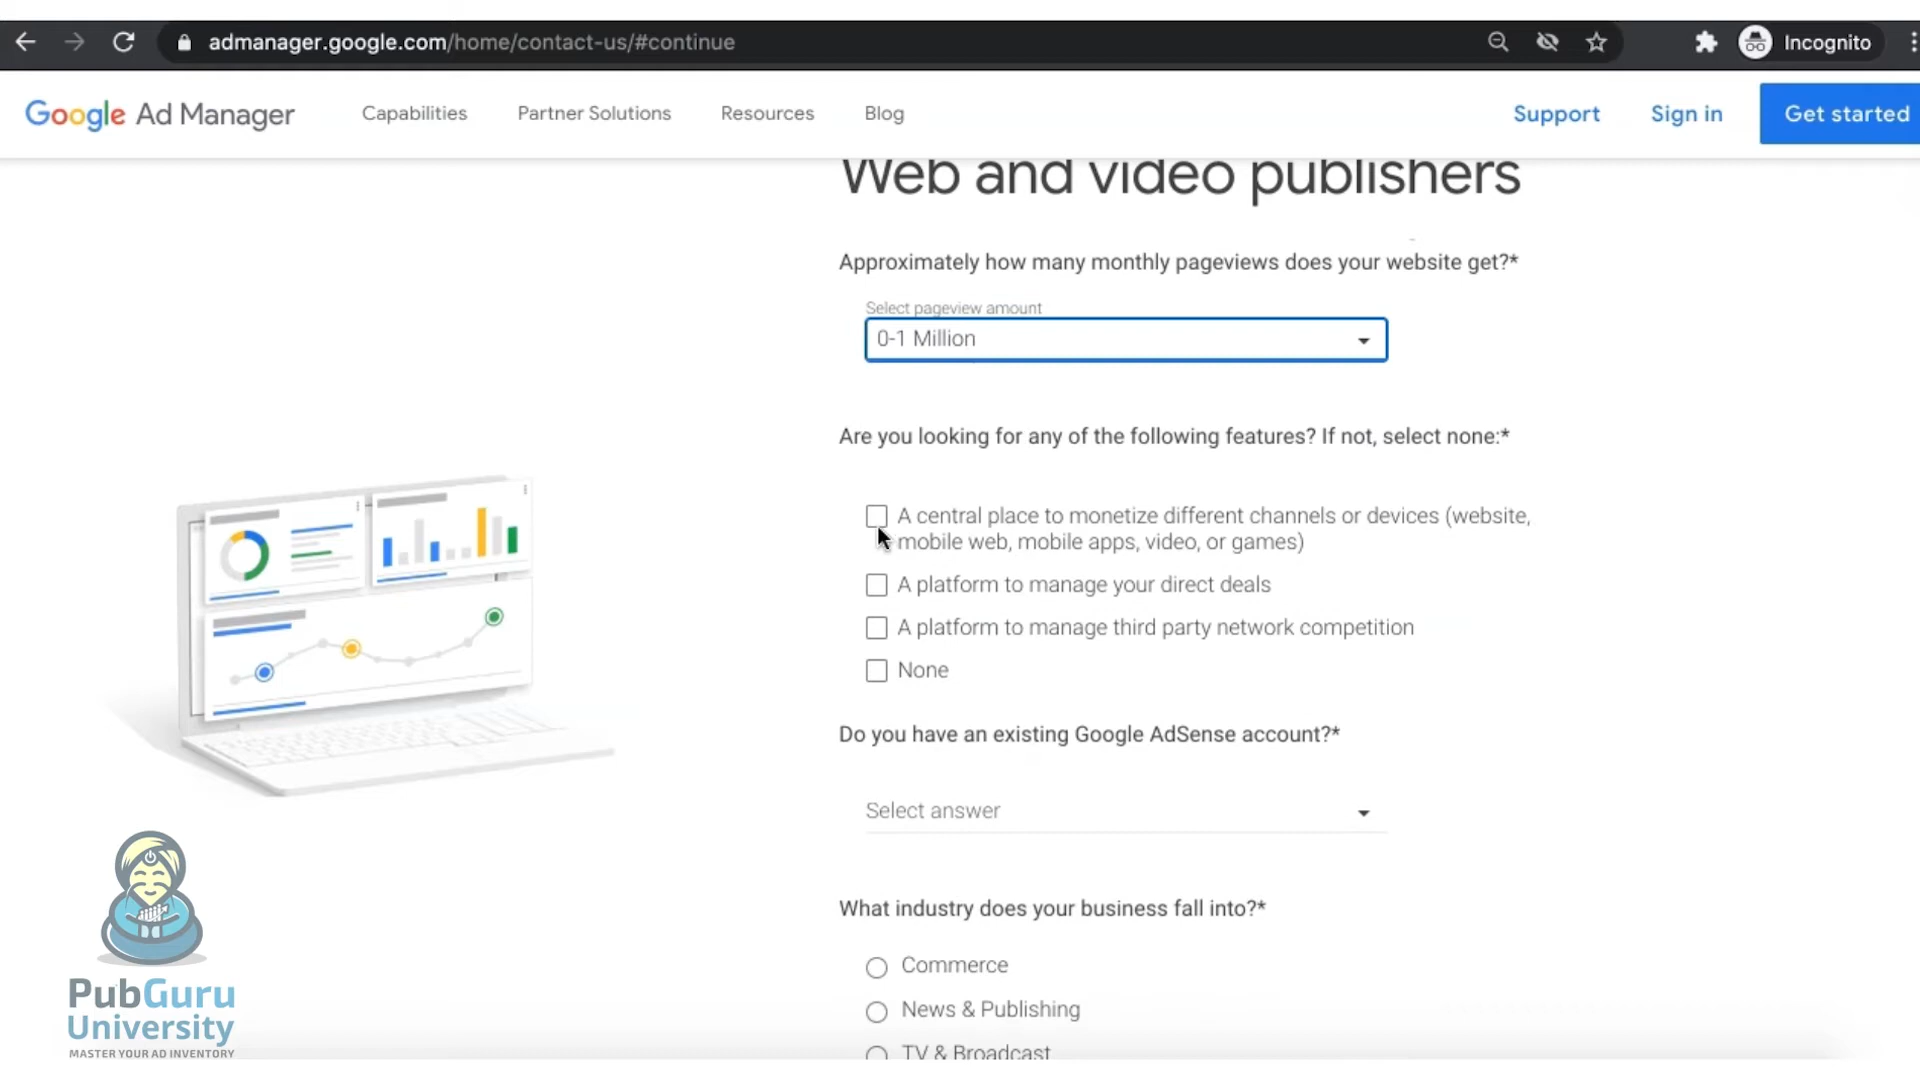 admanager.google.com/home/contact-us/#continue
Incognito
Google Ad Manager
Capabilities
Partner Solutions
Resources
Blog
Support
Sign in
Get started
Web and video publishers
Approximately how many monthly pageviews does your website get?*
Select pageview amount
0-1 Million
Are you looking for any of the following features? If not, select none:*
A central place to monetize different channels or devices (website,
mobile web, mobile apps, video, or games)
A platform to manage your direct deals
A platform to manage third party network competition
None
Do you have an existing Google AdSense account?*
Select answer
What industry does your business fall into?*
Commerce
News & Publishing
TV & Broadcast
PubGuru
University
MASTER YOUR AD INVENTORY